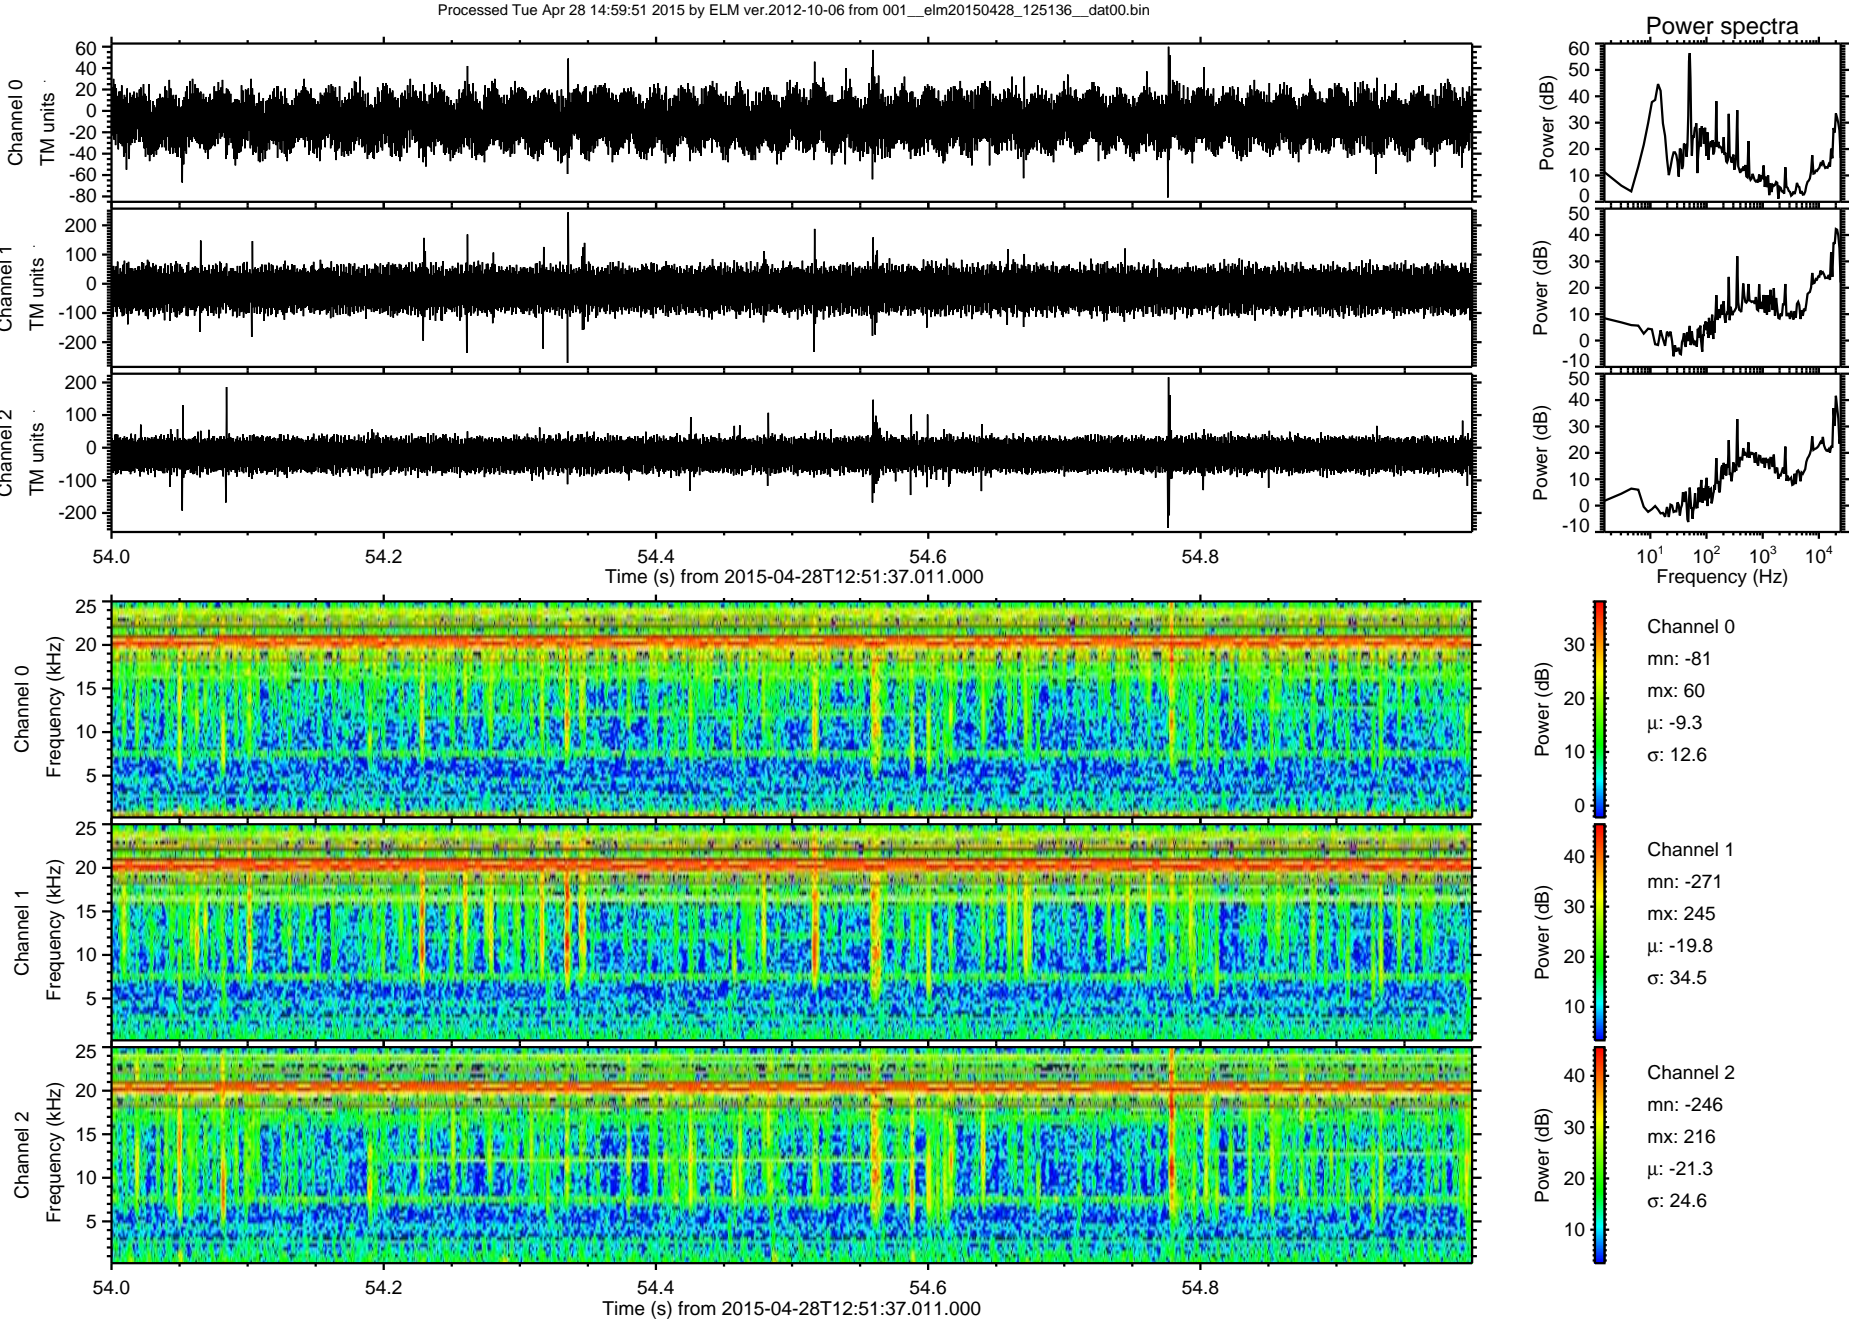 Processed Tue Apr 28 14:59:51 2015 by ELM ver.2012-10-06 from 001__elm20150428_125136__dat00.bin
Power spectra
Channel 0
TM units
60
40
20
0
-20
-40
-60
-80
Power (dB)
60
50
40
30
20
10
0
Channel 1
TM units
200
100
0
-100
-200
Power (dB)
50
40
30
20
10
0
-10
Channel 2
TM units
200
100
0
-100
-200
Power (dB)
50
40
30
20
10
0
-10
54.0 54.2 54.4 54.6 54.8
Time (s) from 2015-04-28T12:51:37.011.000
10¹ 10² 10³ 10⁴
Frequency (Hz)
Channel 0
Frequency (kHz)
25
20
15
10
5
Power (dB)
30
20
10
0
Channel 0
mn: -81
mx: 60
μ: -9.3
σ: 12.6
Channel 1
Frequency (kHz)
25
20
15
10
5
Power (dB)
40
30
20
10
Channel 1
mn: -271
mx: 245
μ: -19.8
σ: 34.5
Channel 2
Frequency (kHz)
25
20
15
10
5
Power (dB)
40
30
20
10
Channel 2
mn: -246
mx: 216
μ: -21.3
σ: 24.6
54.0 54.2 54.4 54.6 54.8
Time (s) from 2015-04-28T12:51:37.011.000